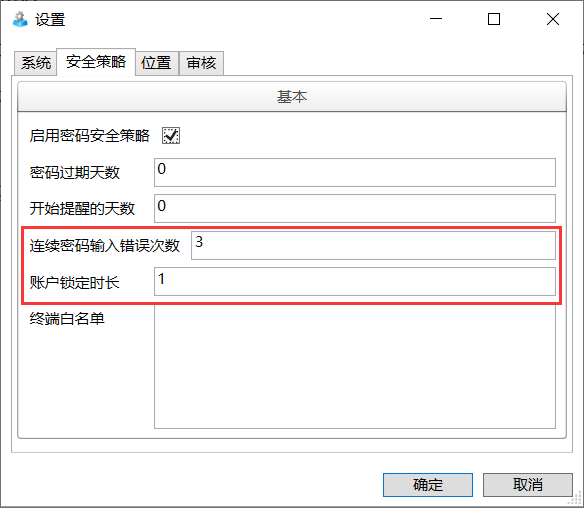 设置
系统 安全策略 位置 审核
基本
启用密码安全策略
密码过期天数 0
开始提醒的天数 0
连续密码输入错误次数 3
账户锁定时长 1
终端白名单
确定 取消